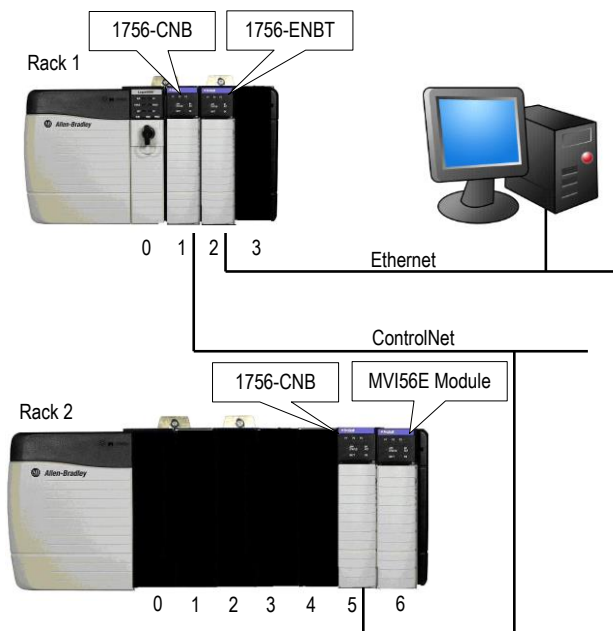 1756-CNB
1756-ENBT
Rack 1
Allen-Bradley
0 1 2 3
Ethernet
ControlNet
1756-CNB
MVI56E Module
Rack 2
Allen-Bradley
0 1 2 3 4 5 6